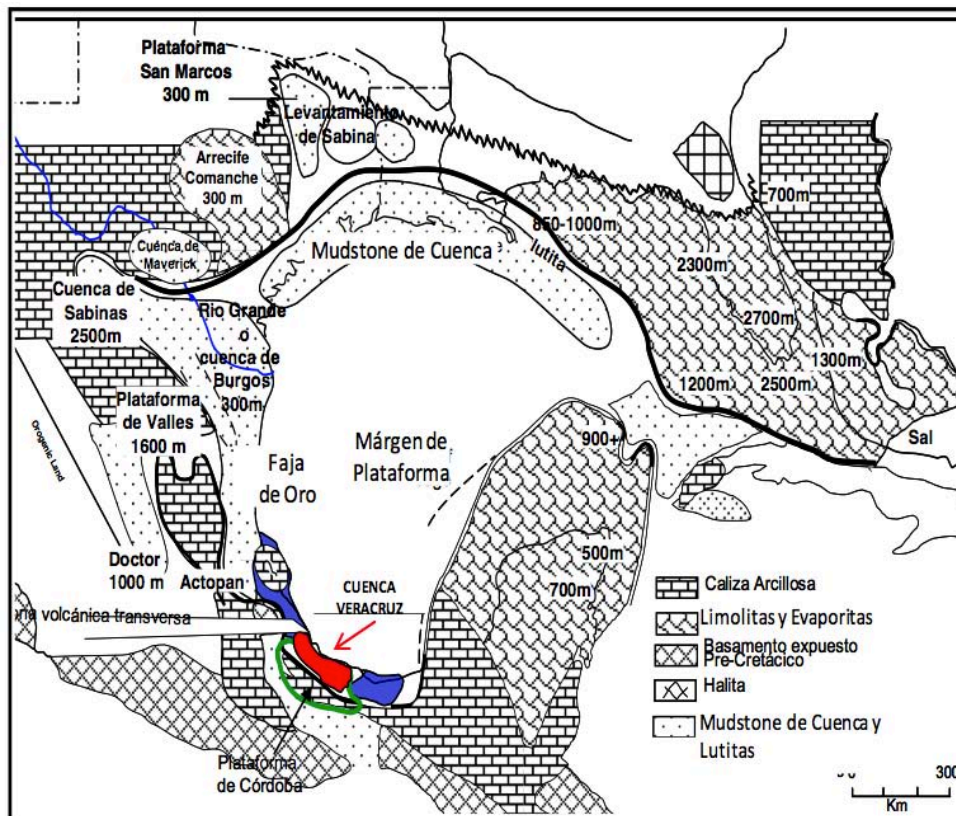 Plataforma
San Marcos
300 m
Levantamiento
de Sabina
Arrecife
Comanche
300 m
Cuénca de
Maverick
Cuenca de
Sabinas
2500m
Rio Grande
o
cuenca de
Burgos
300m
Mudstone de Cuenca
850-1000m
lutita
700m
2300m
2700m
1300m
1200m
2500m
Sal
Plataforma
de Valles
1600 m
Orogenic Land
Faja
de Oro
Márgen de
Plataforma
900+
500m
700m
Doctor
1000 m
Actopan
CUENCA
VERACRUZ
na volcánica transversa
Plataforma
de Córdoba
Caliza Arcillosa
Limolitas y Evaporitas
Basamento expuesto
Pre-Cretácico
Halita
Mudstone de Cuenca y
Lutitas
300
Km